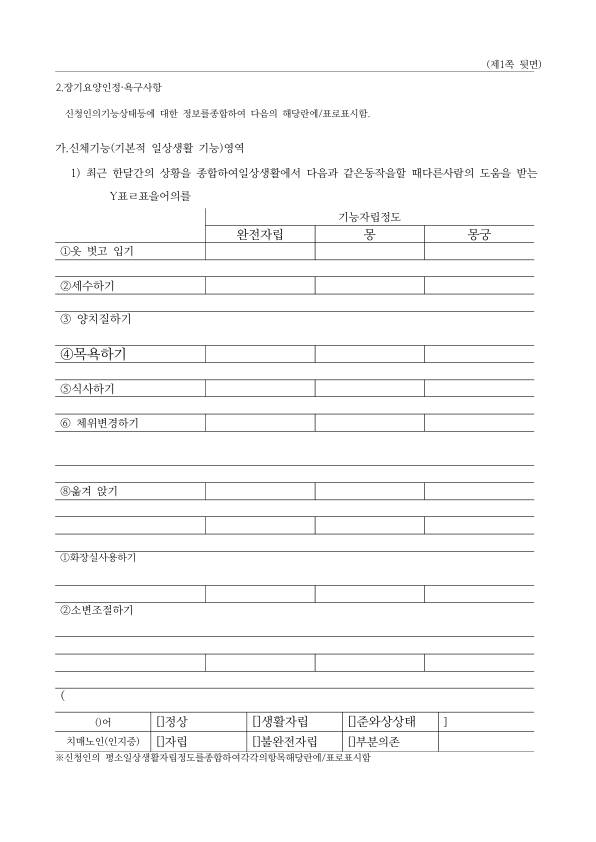 (제1쪽 뒷면)
2.장기요양인정·욕구사항
신청인의기능상태등에 대한 정보를종합하여 다음의 해당란에/표로표시함.
가.신체기능(기본적 일상생활 기능)영역
1) 최근 한달간의 상황을 종합하여일상생활에서 다음과 같은동작을할 때다른사람의 도움을 받는
Y표ㄹ표을어의를
기능자립정도
완전자립 몽 몽궁
①옷 벗고 입기
②세수하기
③ 양치질하기
④목욕하기
⑤식사하기
⑥ 체위변경하기
⑧옮겨 앉기
①화장실사용하기
②소변조절하기
(
()어 []정상 []생활자립 []준와상상태 ]
치매노인(인지증) []자립 []불완전자립 []부분의존
※신청인의 평소일상생활자립정도를종합하여각각의항목해당란에/표로표시함